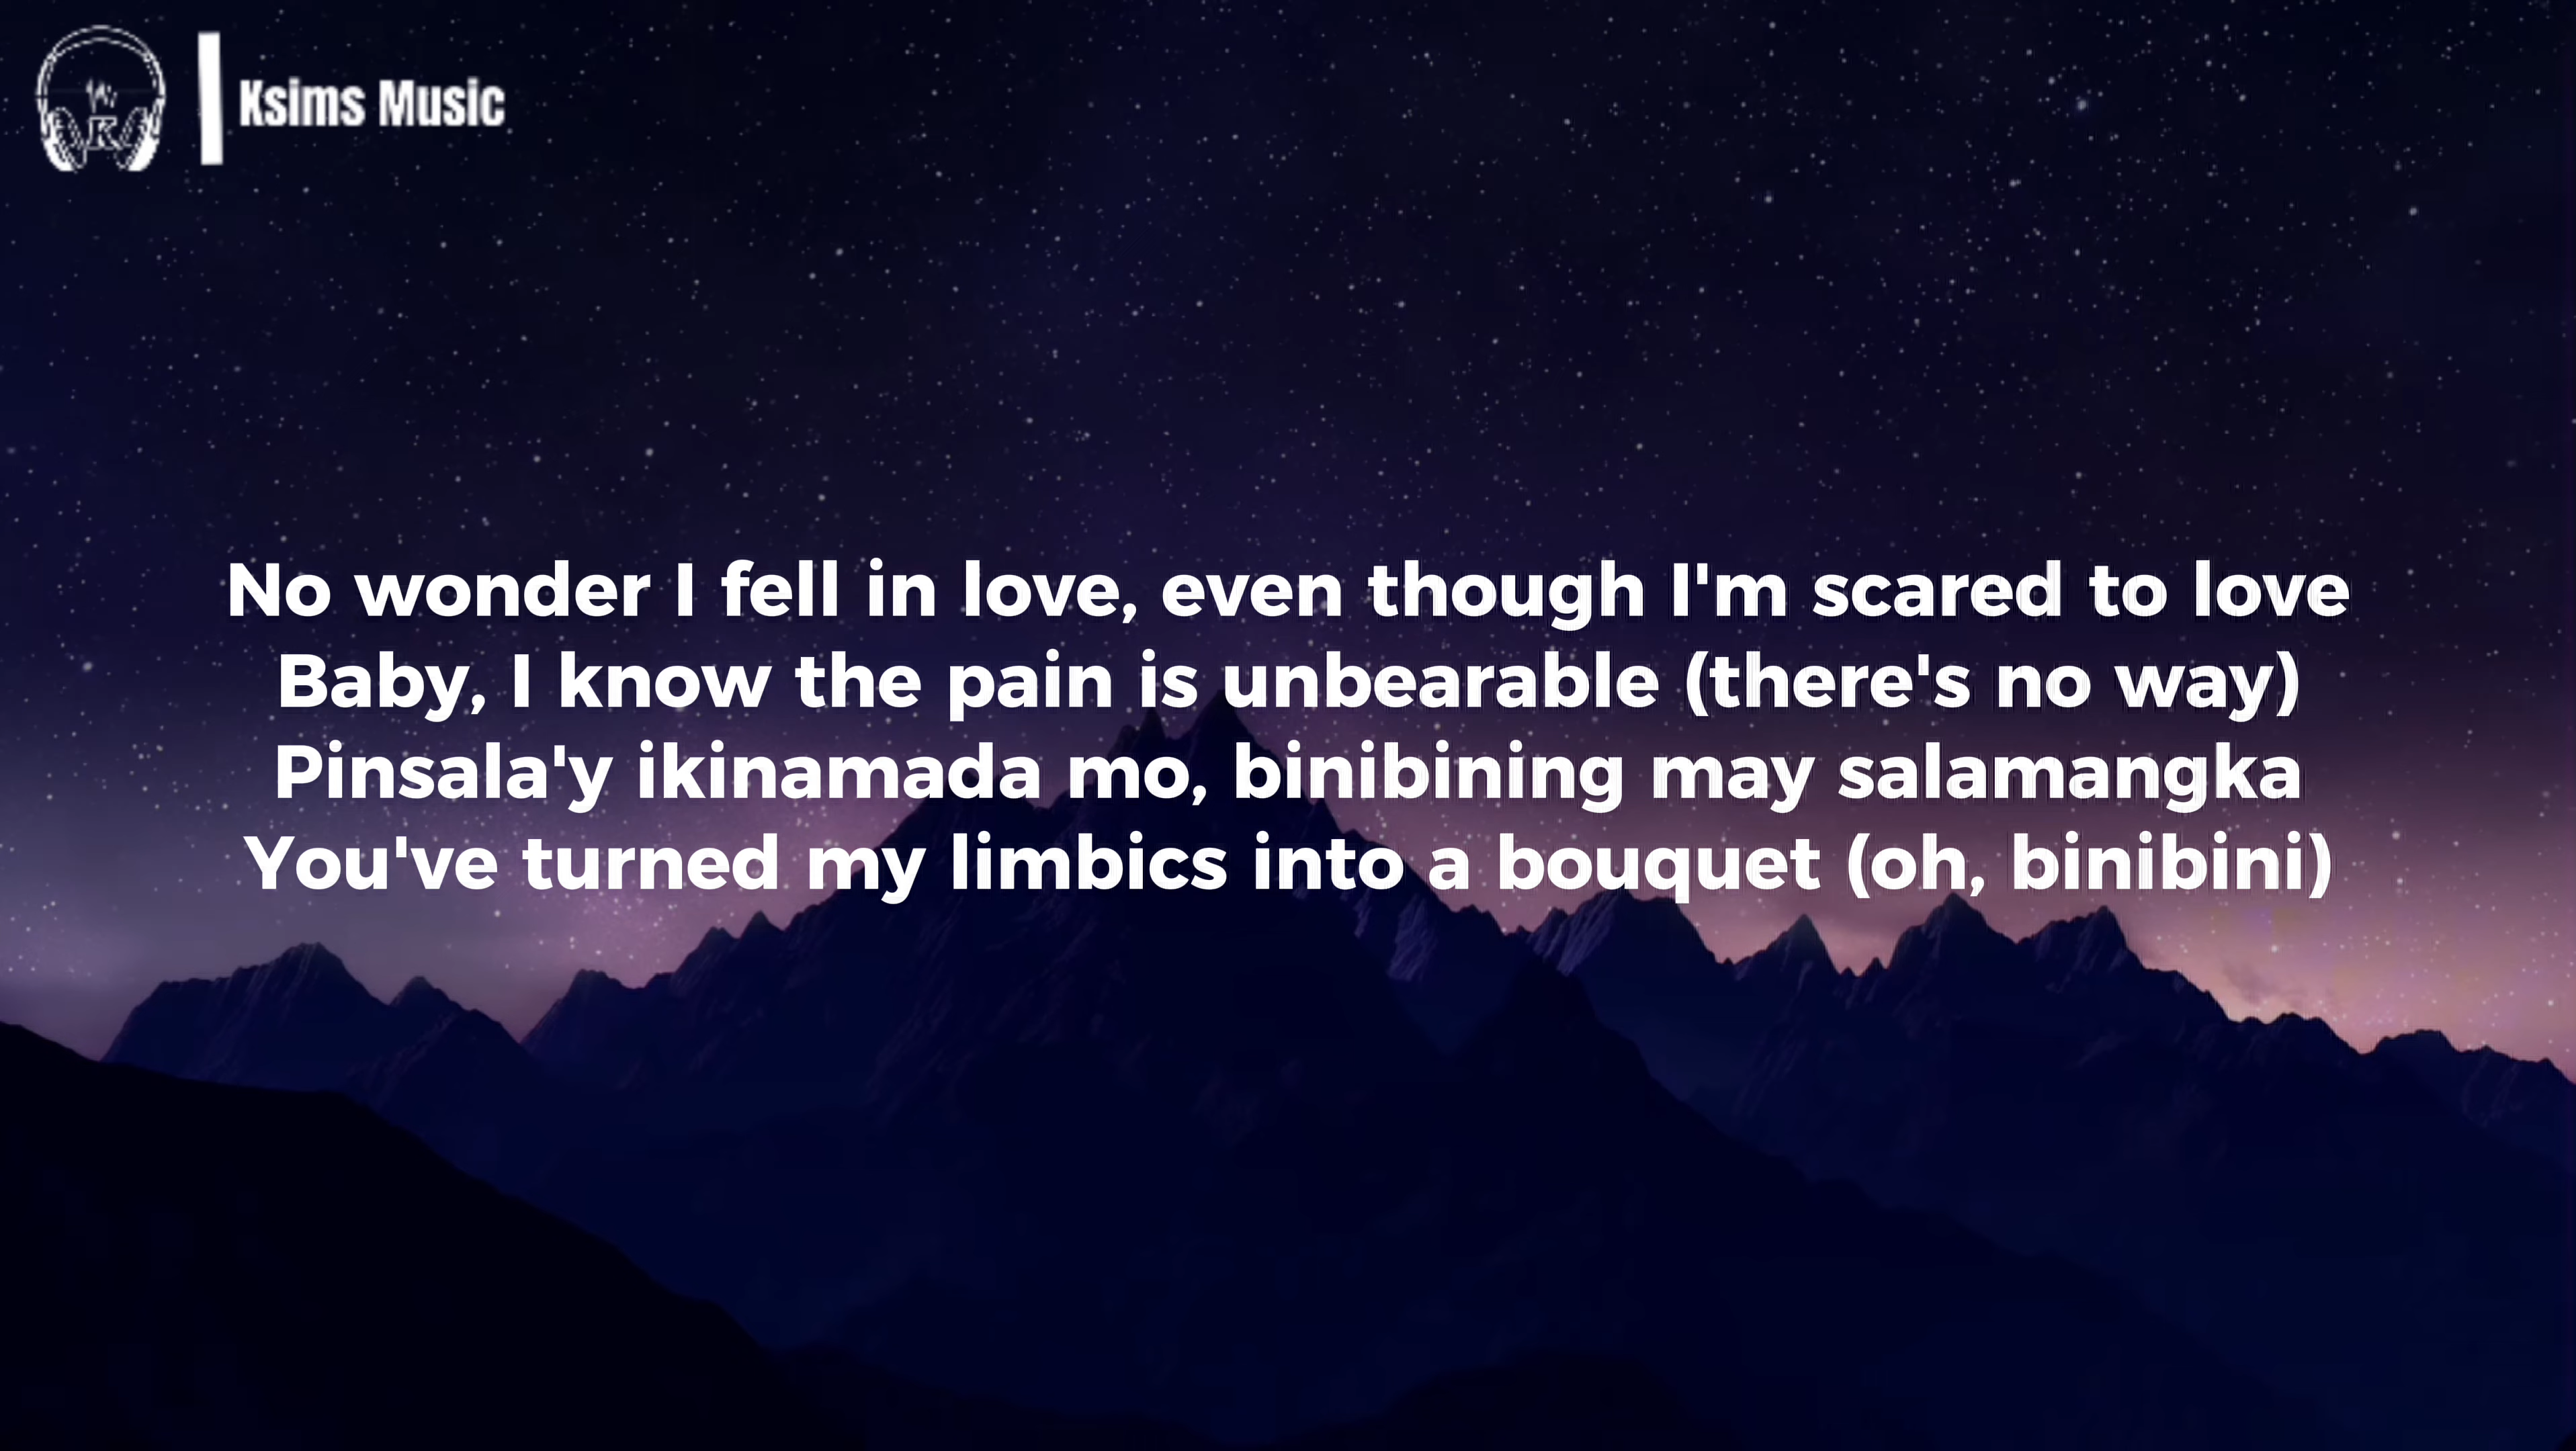 Ksims Music
No wonder I fell in love, even though I'm scared to love
Baby, I know the pain is unbearable (there's no way)
Pinsala'y ikinamada mo, binibining may salamangka
You've turned my limbics into a bouquet (oh, binibini)